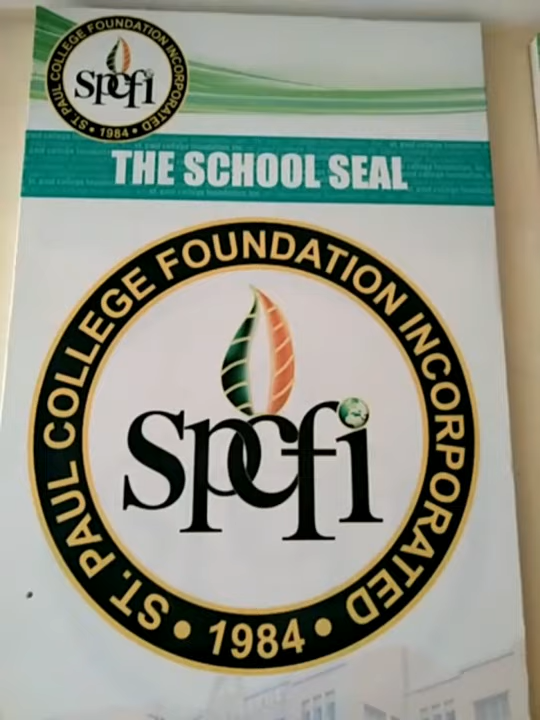 ST. PAUL COLLEGE FOUNDATION INCORPORATED
spcfi
• 1984 •
THE SCHOOL SEAL
ST. PAUL COLLEGE FOUNDATION INCORPORATED
spcfi
• 1984 •